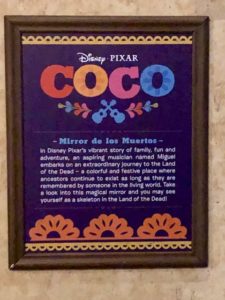 Disney · PIXAR
COCO
~ Mirror de los Muertos ~
In Disney Pixar's vibrant story of family, fun and
adventure, an aspiring musician named Miguel
embarks on an extraordinary journey to the Land
of the Dead – a colorful and festive place where
ancestors continue to exist as long as they are
remembered by someone in the living world. Take
a look into this magical mirror and you may see
yourself as a skeleton in the Land of the Dead!